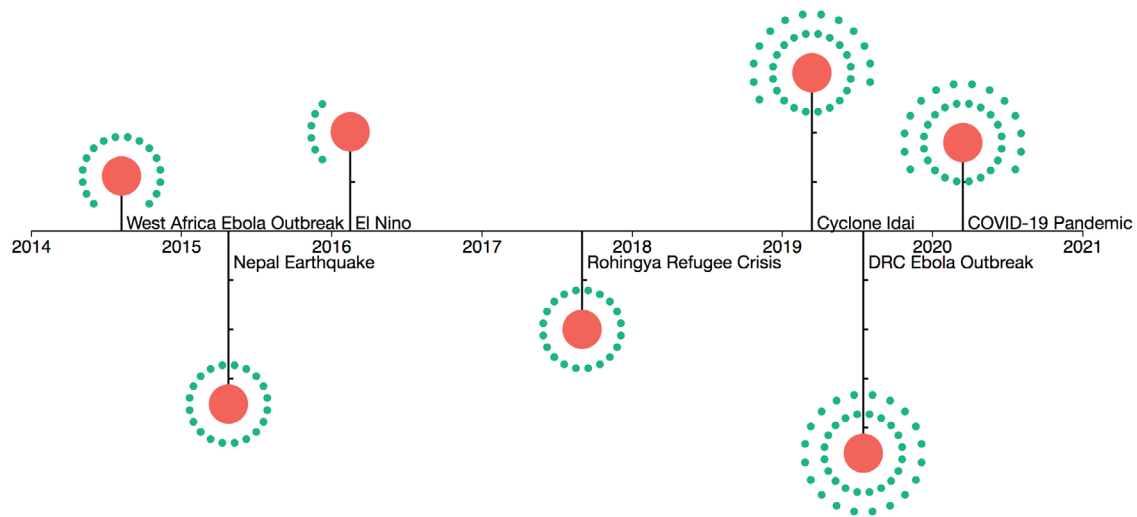 West Africa Ebola Outbreak
El Nino
Cyclone Idai
COVID-19 Pandemic
2014
2015
2016
2017
2018
2019
2020
2021
Nepal Earthquake
Rohingya Refugee Crisis
DRC Ebola Outbreak